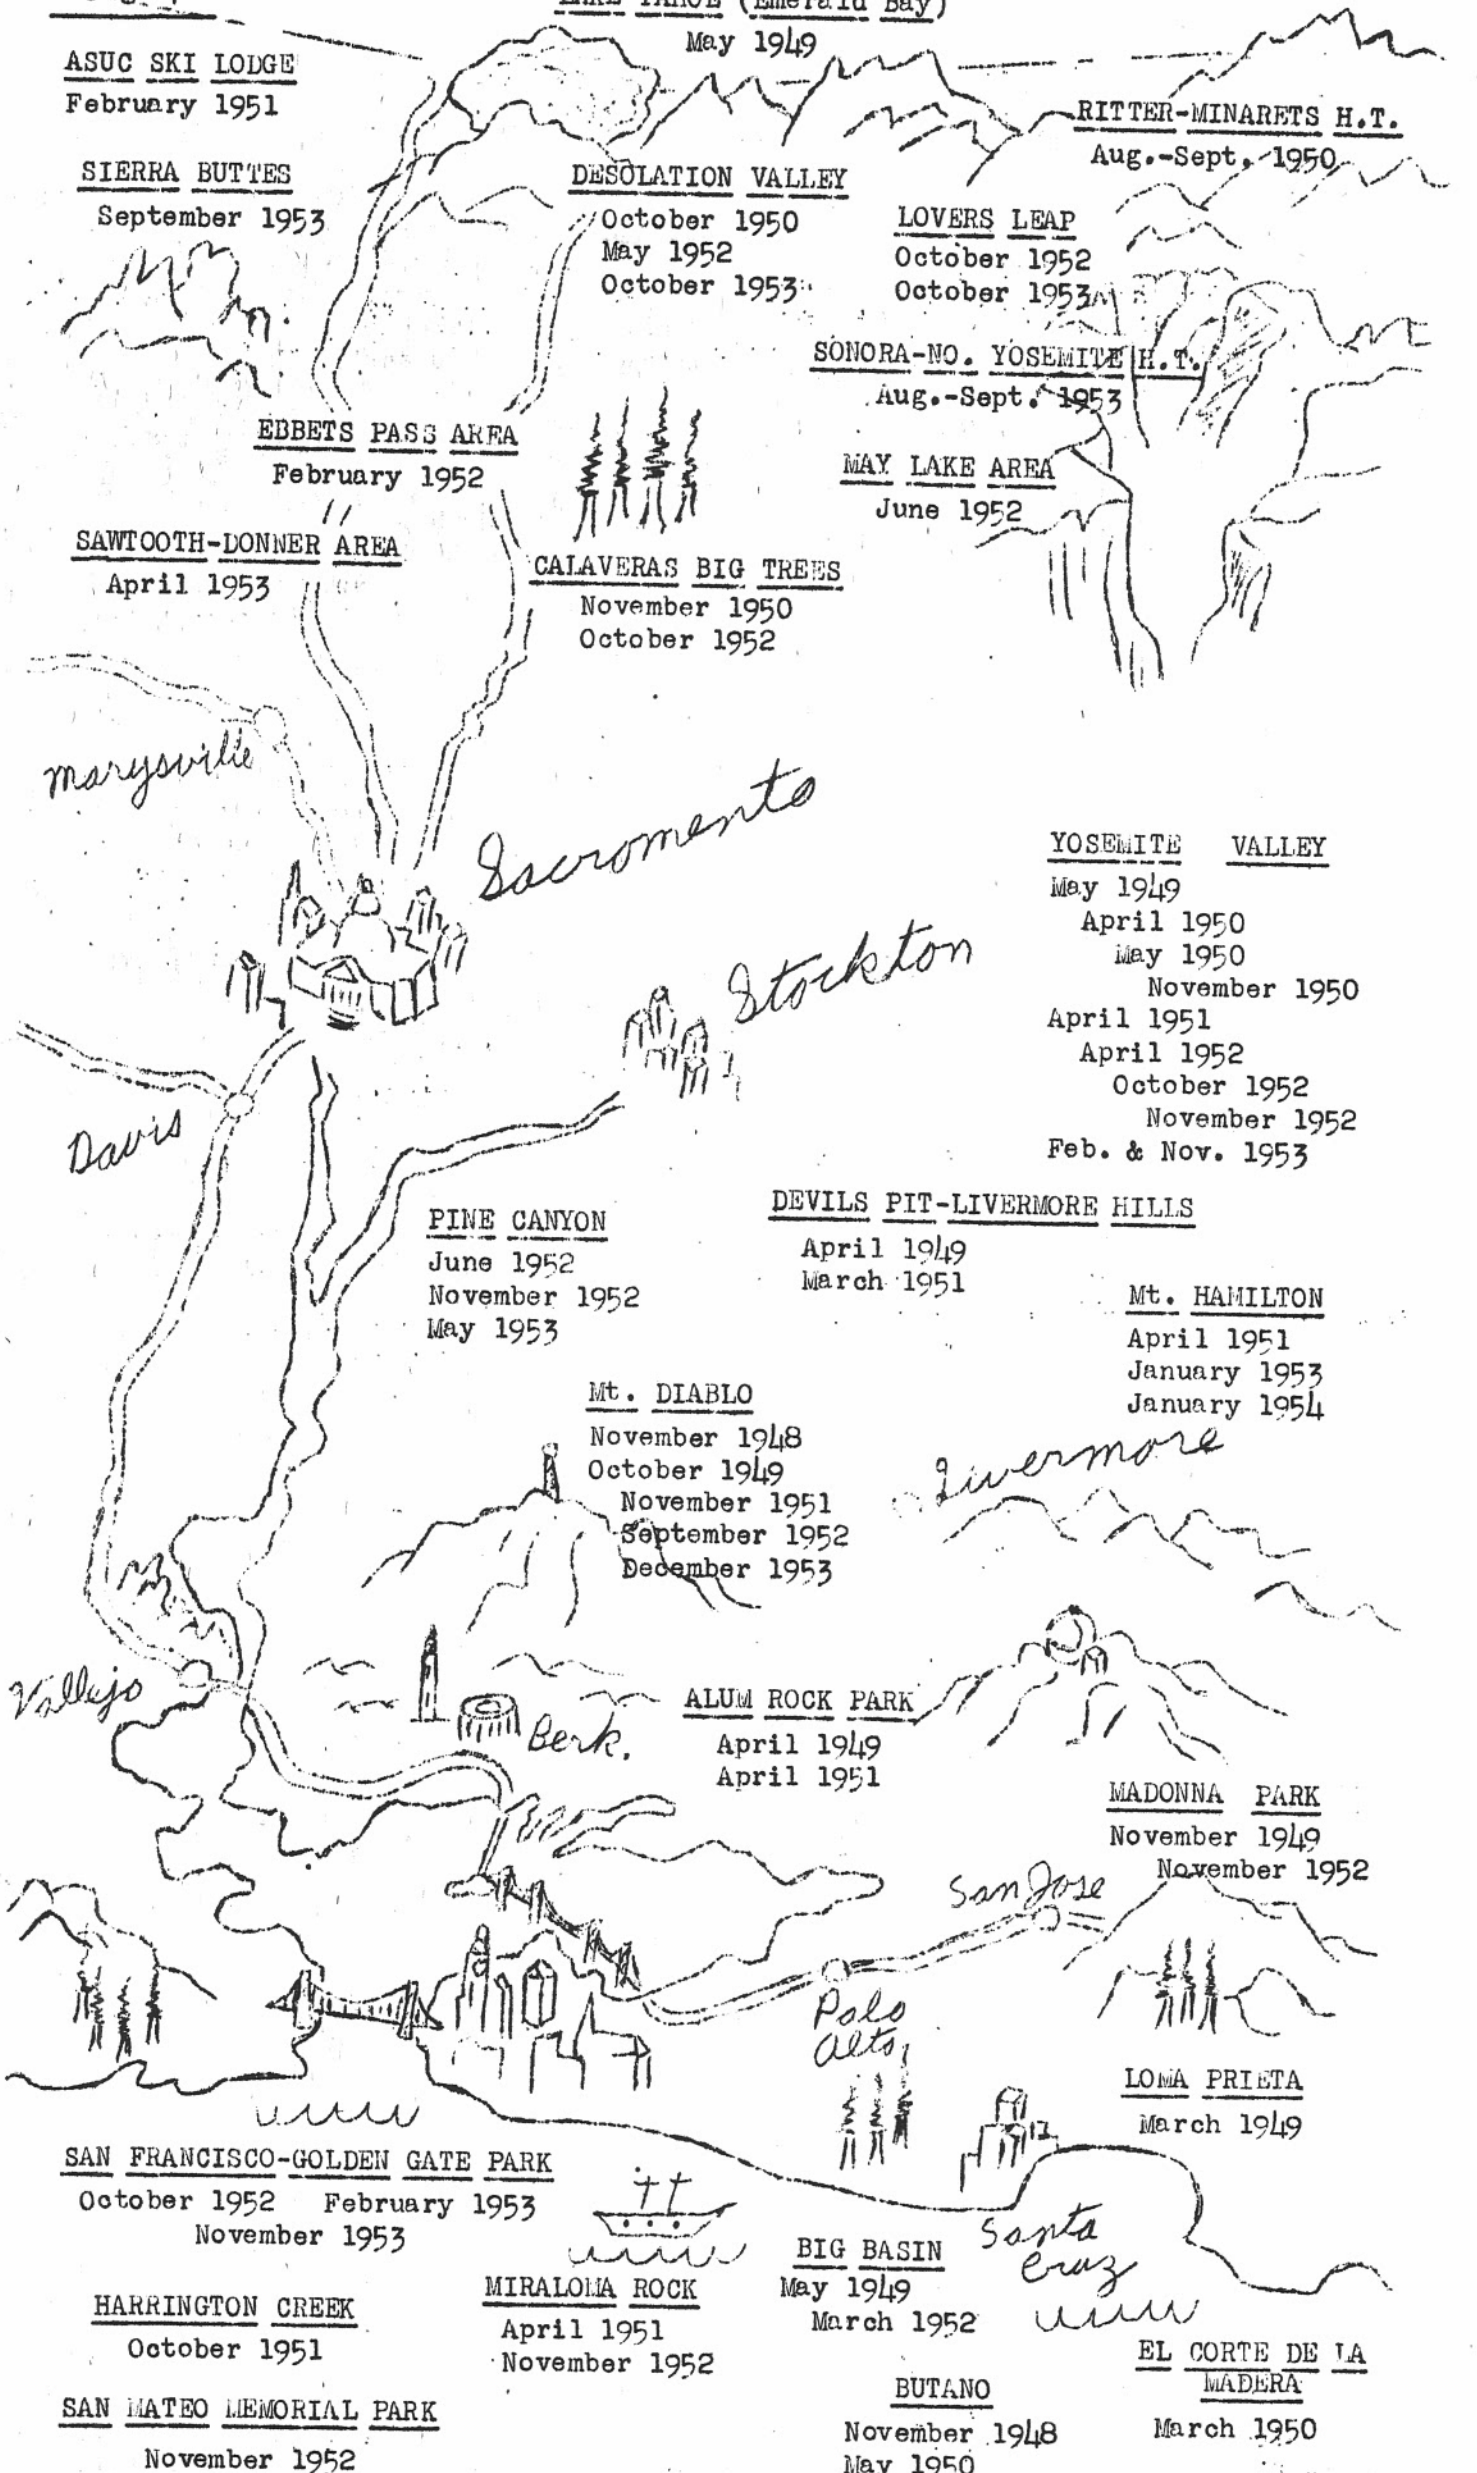 LAKE TAHOE (Emerald Bay)
May 1949
ASUC SKI LODGE
February 1951
RITTER-MINARETS H.T.
Aug.-Sept. 1950
SIERRA BUTTES
September 1953
DESOLATION VALLEY
October 1950
May 1952
October 1953
LOVERS LEAP
October 1952
October 1953
SONORA-NO. YOSEMITE H.T.
Aug.-Sept. 1953
EBBETS PASS AREA
February 1952
MAY LAKE AREA
June 1952
SAWTOOTH-DONNER AREA
April 1953
CALAVERAS BIG TREES
November 1950
October 1952
Marysville
Sacromento
YOSEMITE VALLEY
May 1949
April 1950
May 1950
November 1950
April 1951
April 1952
October 1952
November 1952
Feb. & Nov. 1953
Stockton
Davis
DEVILS PIT-LIVERMORE HILLS
April 1949
March 1951
PINE CANYON
June 1952
November 1952
May 1953
Mt. HAMILTON
April 1951
January 1953
January 1954
Mt. DIABLO
November 1948
October 1949
November 1951
September 1952
December 1953
Livermore
Vallejo
Berk.
ALUM ROCK PARK
April 1949
April 1951
MADONNA PARK
November 1949
November 1952
San Jose
Palo
Alto
LOMA PRIETA
March 1949
SAN FRANCISCO-GOLDEN GATE PARK
October 1952 February 1953
November 1953
Santa
Cruz
BIG BASIN
May 1949
March 1952
MIRALOMA ROCK
April 1951
November 1952
HARRINGTON CREEK
October 1951
EL CORTE DE LA
MADERA
March 1950
BUTANO
November 1948
May 1950
SAN MATEO MEMORIAL PARK
November 1952